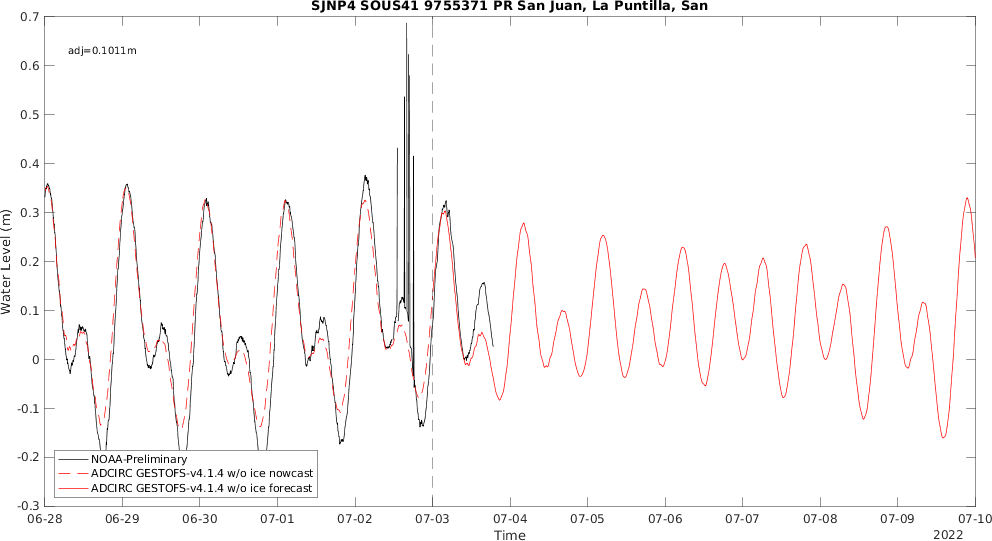 SJNP4 SOUS41 9755371 PR San Juan, La Puntilla, San
adj=0.1011m
Water Level (m)
0.7
0.6
0.5
0.4
0.3
0.2
0.1
0
-0.1
-0.2
-0.3
NOAA-Preliminary
ADCIRC GESTOFS-v4.1.4 w/o ice nowcast
ADCIRC GESTOFS-v4.1.4 w/o ice forecast
06-28 06-29 06-30 07-01 07-02 07-03 07-04 07-05 07-06 07-07 07-08 07-09 07-10
Time
2022